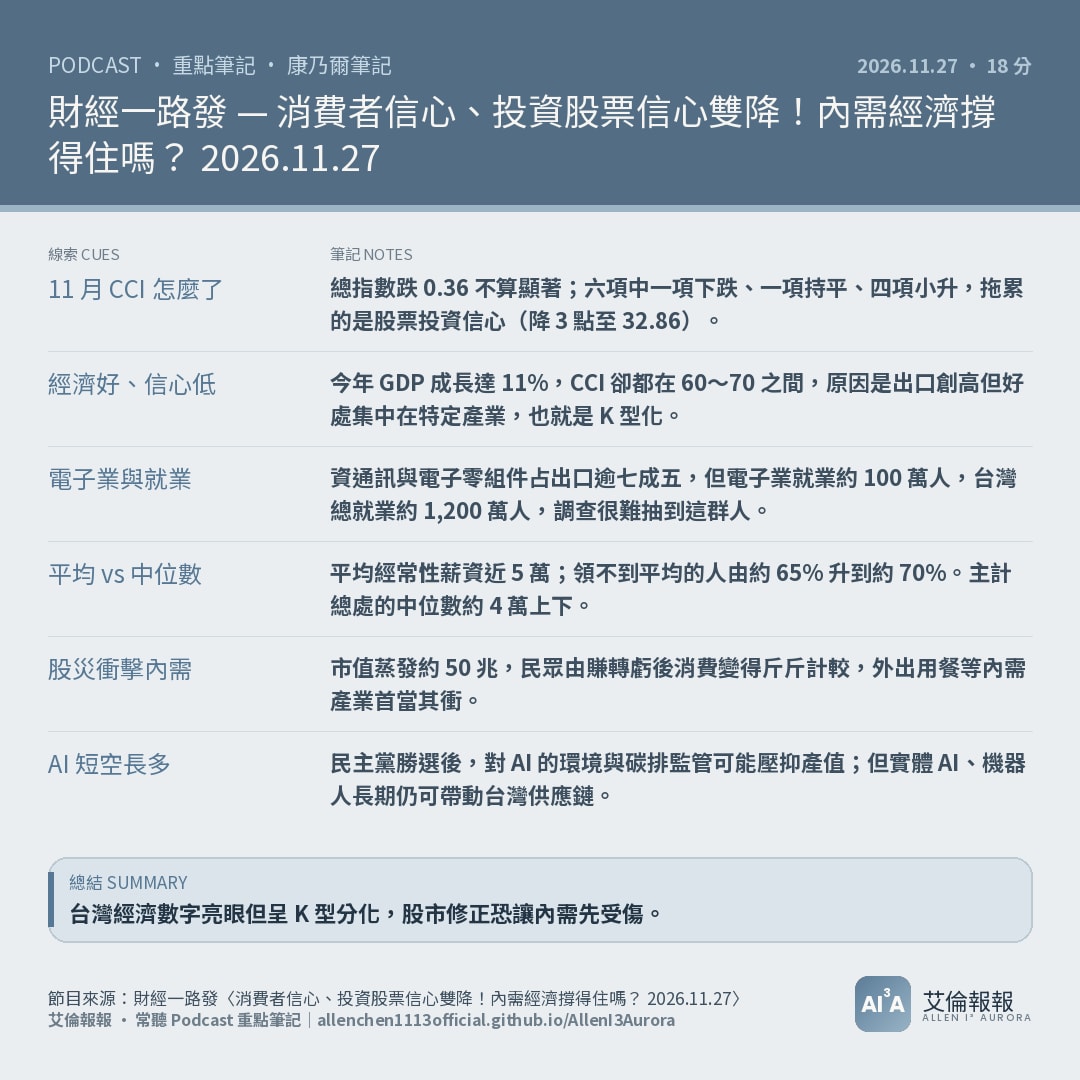 PODCAST • 重點筆記 • 康乃爾筆記
2026.11.27 • 18 分
財經一路發 — 消費者信心、投資股票信心雙降！內需經濟撐
得住嗎？ 2026.11.27
線索 CUES
筆記 NOTES
11 月 CCI 怎麼了
總指數跌 0.36 不算顯著；六項中一項下跌、一項持平、四項小升，拖累
的是股票投資信心（降 3 點至 32.86）。
經濟好、信心低
今年 GDP 成長達 11%，CCI 卻都在 60～70 之間，原因是出口創高但好
處集中在特定產業，也就是 K 型化。
電子業與就業
資通訊與電子零組件占出口逾七成五，但電子業就業約 100 萬人，台灣
總就業約 1,200 萬人，調查很難抽到這群人。
平均 vs 中位數
平均經常性薪資近 5 萬；領不到平均的人由約 65% 升到約 70%。主計
總處的中位數約 4 萬上下。
股災衝擊內需
市值蒸發約 50 兆，民眾由賺轉虧後消費變得斤斤計較，外出用餐等內需
產業首當其衝。
AI 短空長多
民主黨勝選後，對 AI 的環境與碳排監管可能壓抑產值；但實體 AI、機器
人長期仍可帶動台灣供應鏈。
總結 SUMMARY
台灣經濟數字亮眼但呈 K 型分化，股市修正恐讓內需先受傷。
節目來源：財經一路發〈消費者信心、投資股票信心雙降！內需經濟撐得住嗎？ 2026.11.27〉
艾倫報報 • 常聽 Podcast 重點筆記｜allenchen1113official.github.io/AllenI3Aurora
AI³A
艾倫報報
ALLEN I³ AURORA